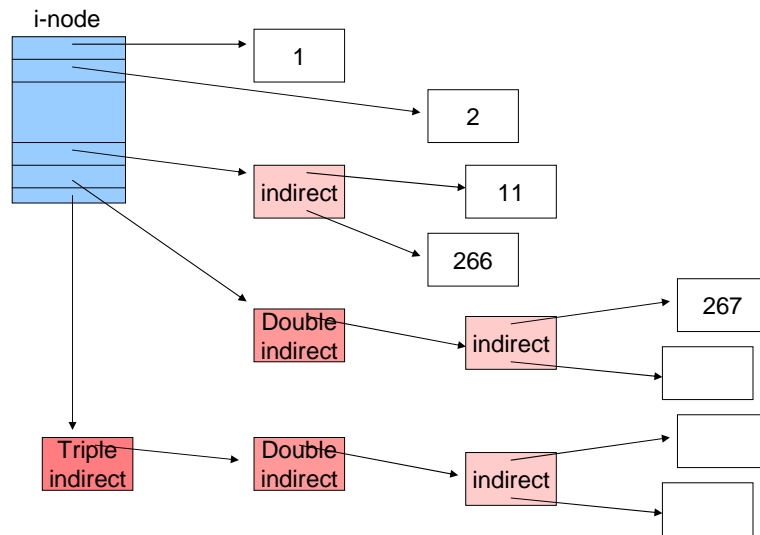 i-node
1
2
indirect
11
266
Double
indirect
indirect
267
Triple
indirect
Double
indirect
indirect